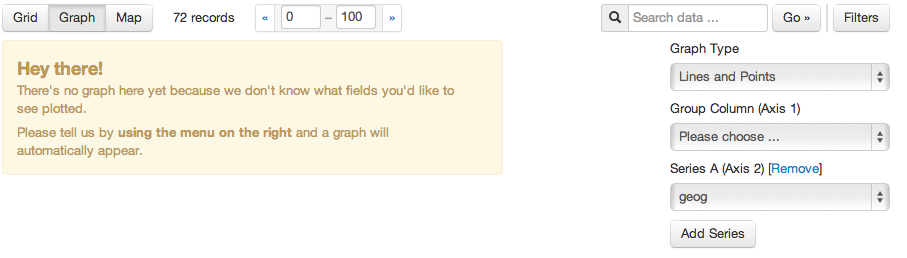 Grid Graph Map 72 records « 0 – 100 » Search data ... Go » Filters
Hey there!
There's no graph here yet because we don't know what fields you'd like to
see plotted.
Please tell us by using the menu on the right and a graph will
automatically appear.
Graph Type
Lines and Points
Group Column (Axis 1)
Please choose ...
Series A (Axis 2) [Remove]
geog
Add Series